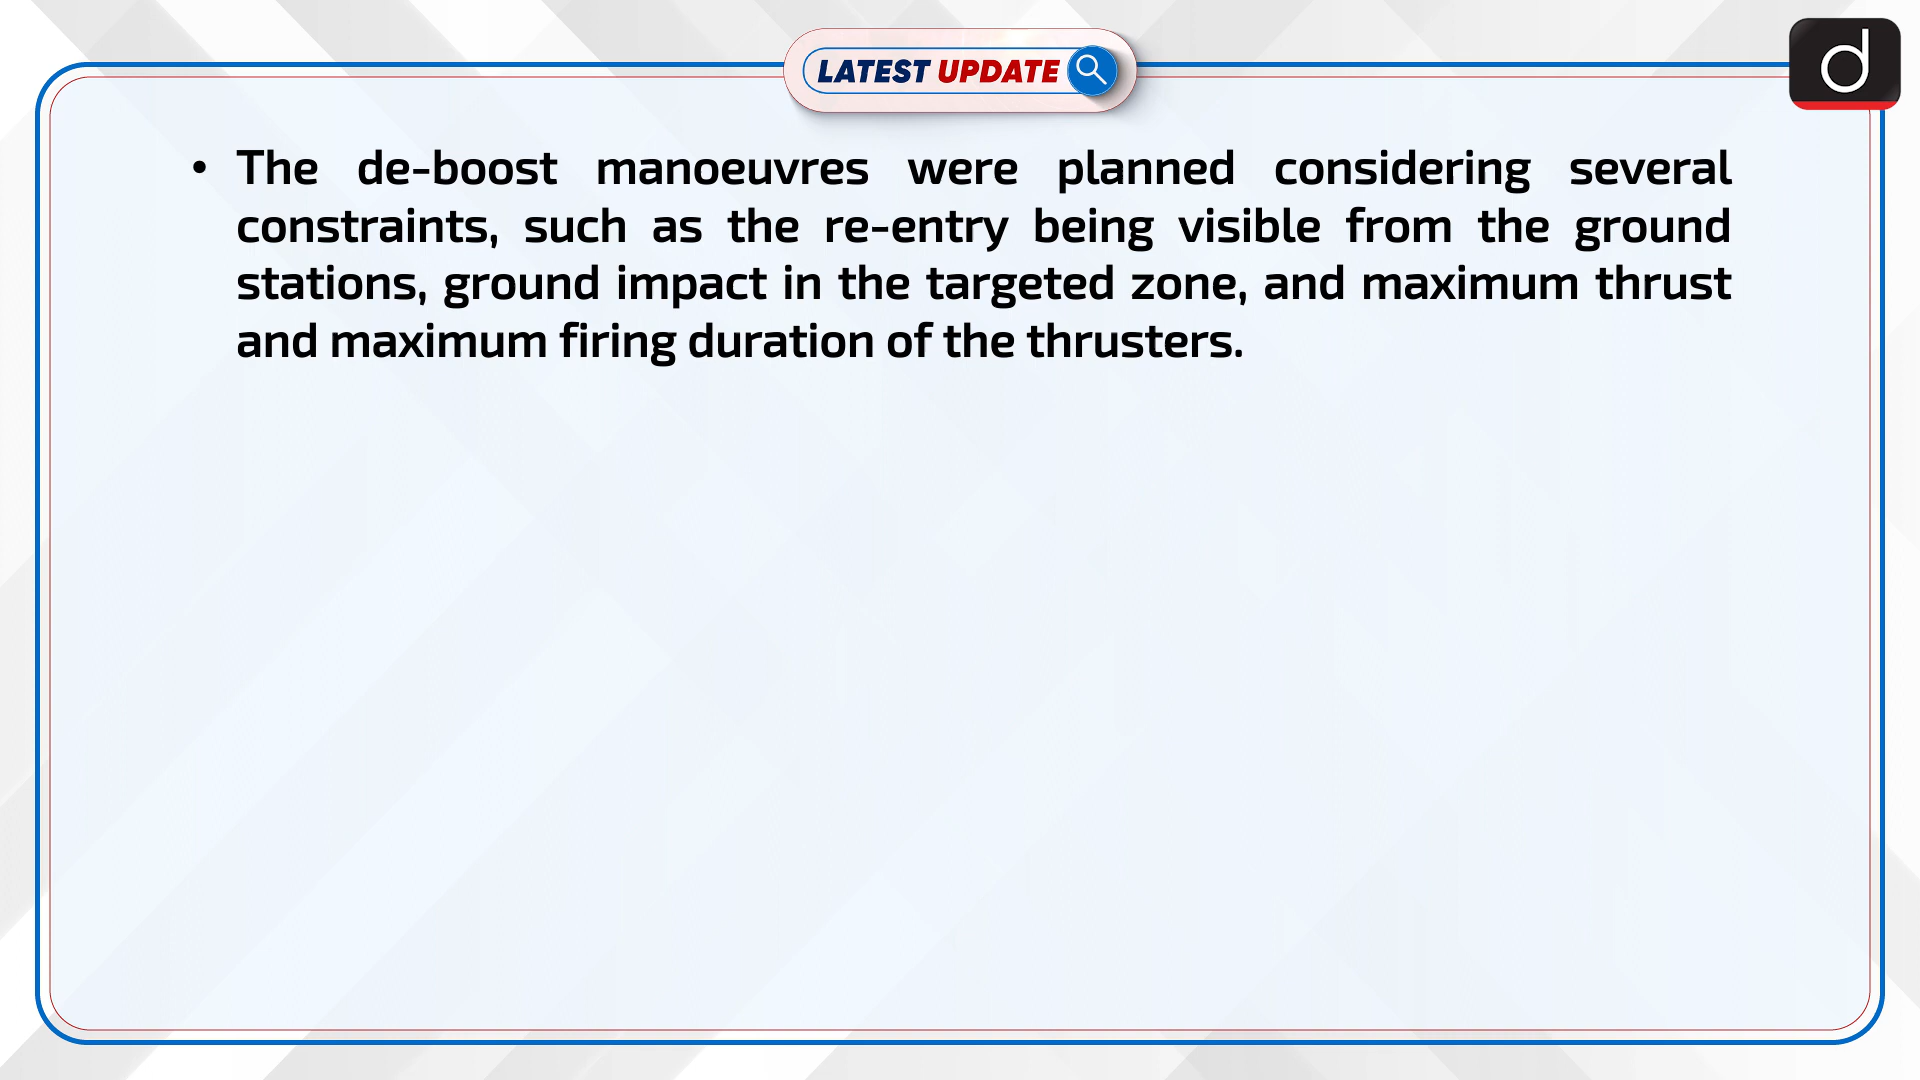 LATEST UPDATE
d
• The de-boost manoeuvres were planned considering several
constraints, such as the re-entry being visible from the ground
stations, ground impact in the targeted zone, and maximum thrust
and maximum firing duration of the thrusters.